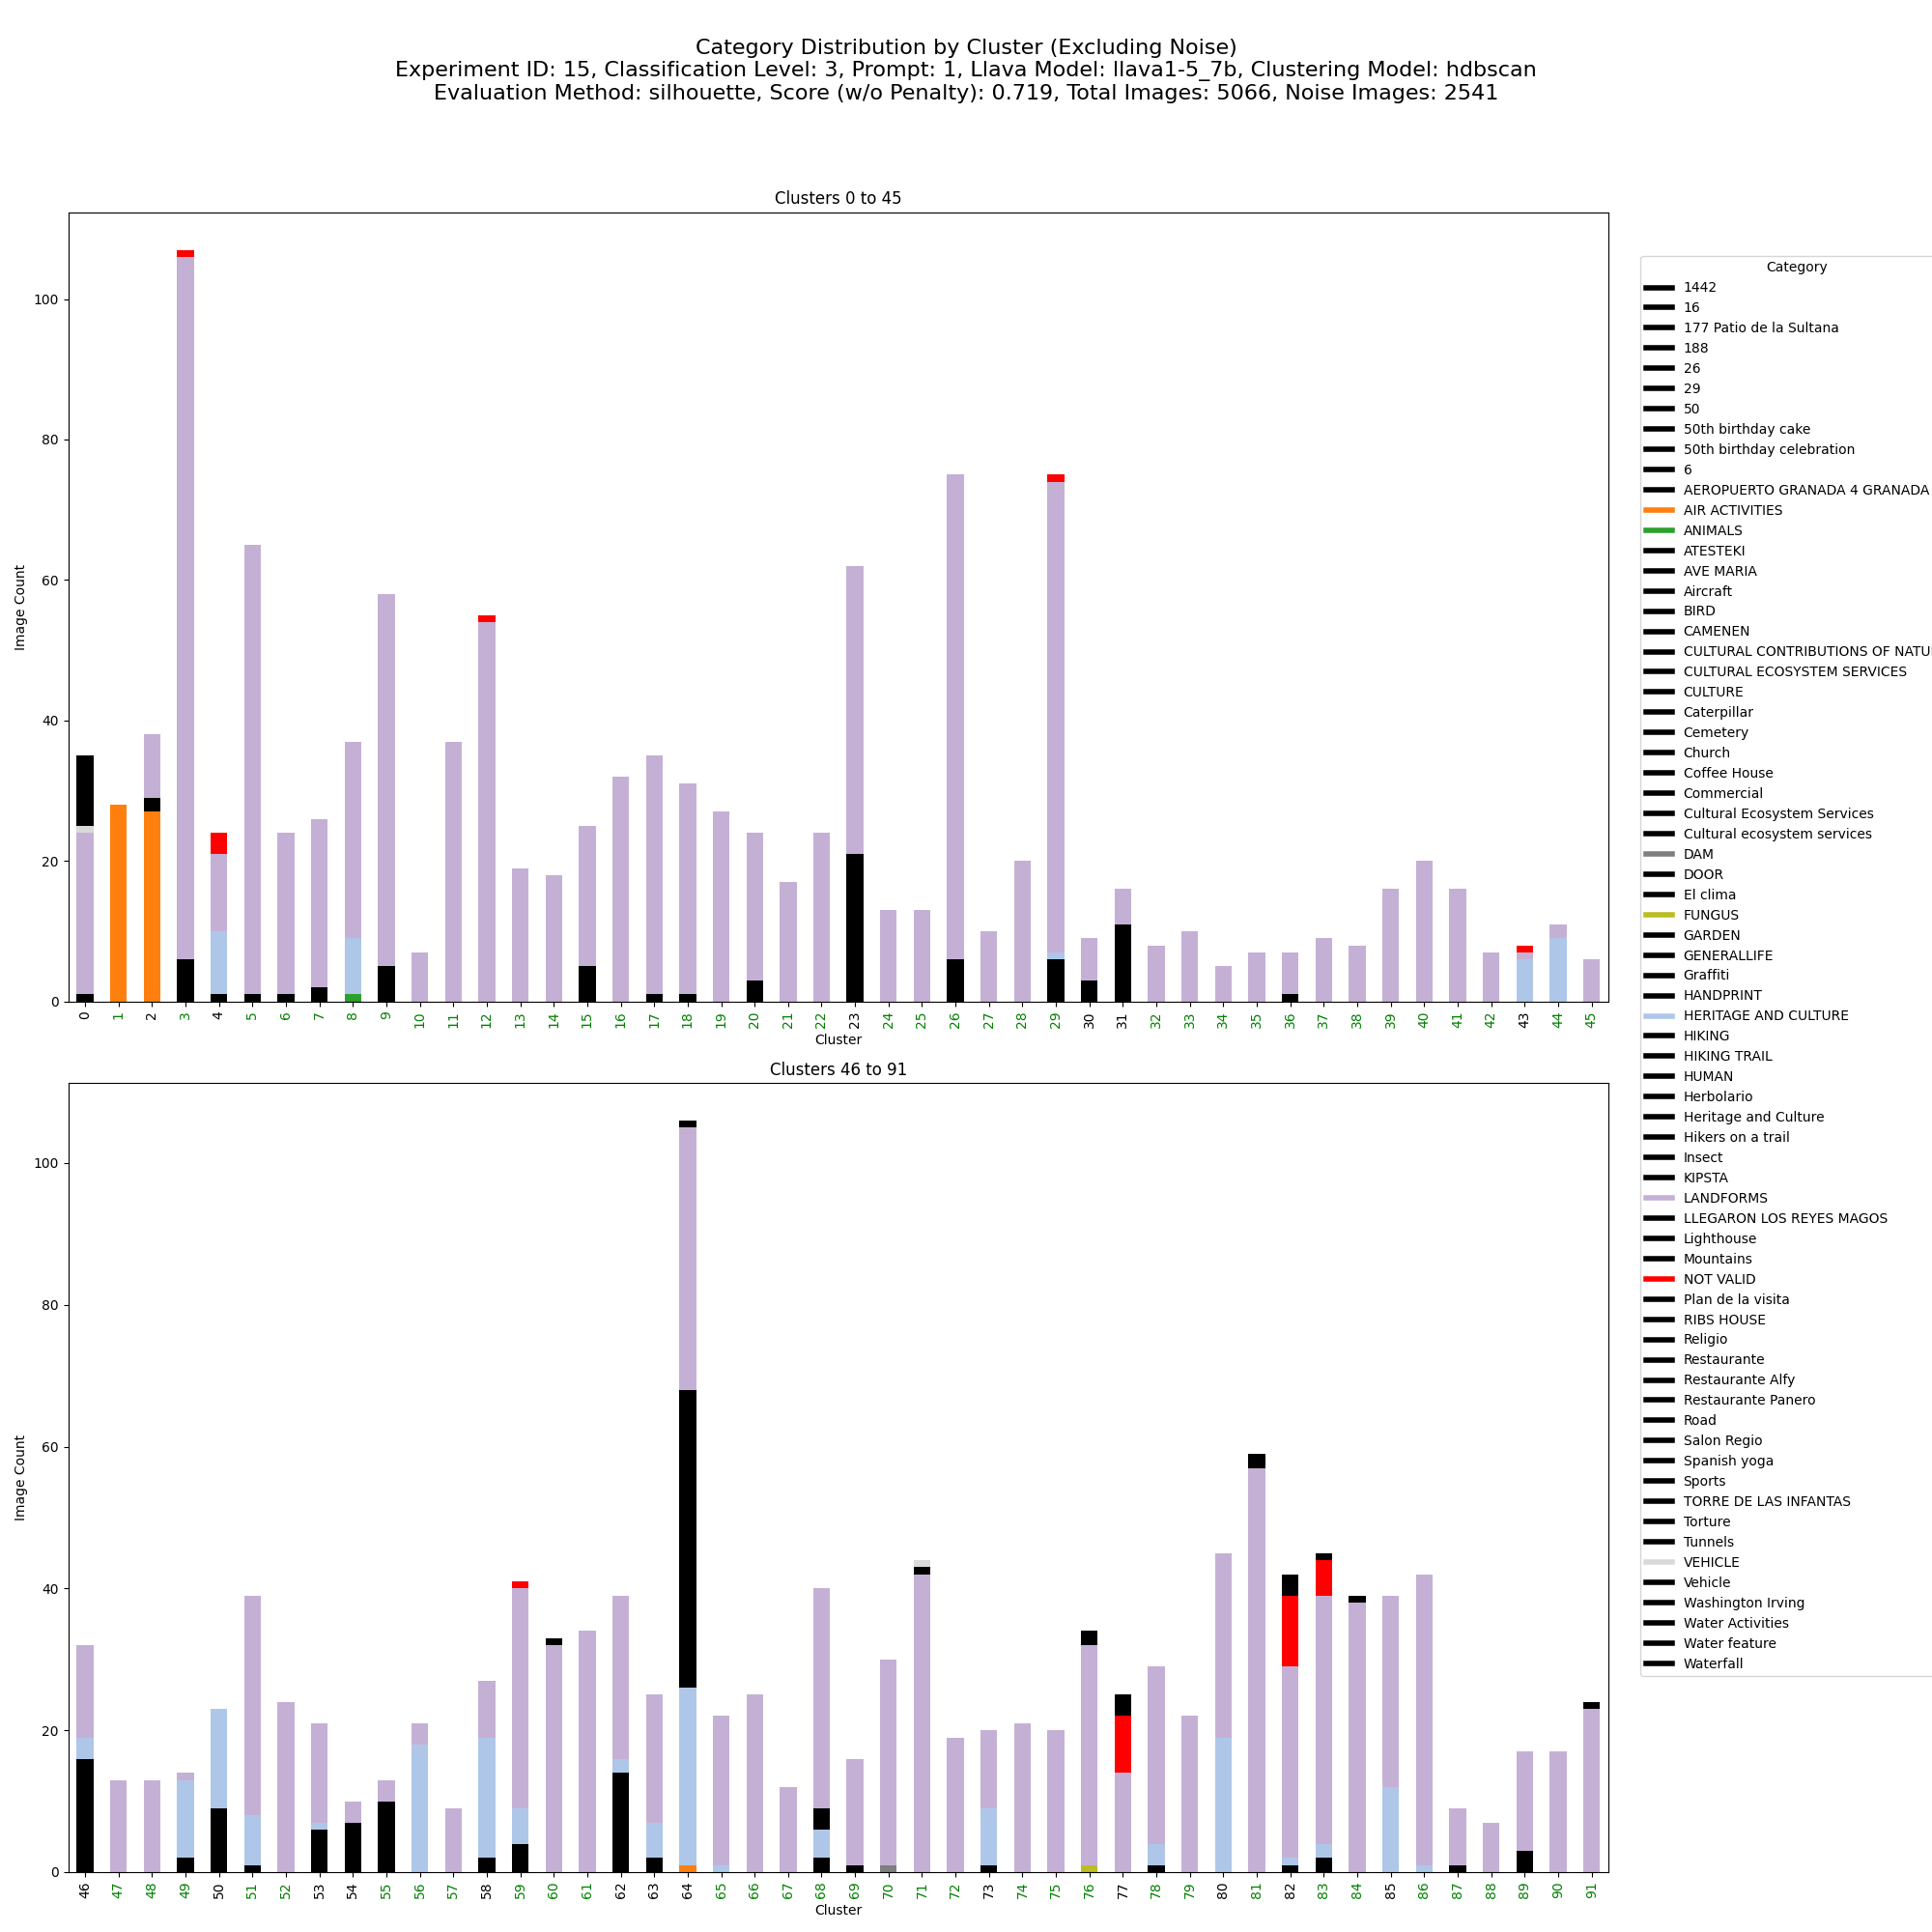 Category Distribution by Cluster (Excluding Noise)
Experiment ID: 15, Classification Level: 3, Prompt: 1, Llava Model: llava1-5_7b, Clustering Model: hdbscan
Evaluation Method: silhouette, Score (w/o Penalty): 0.719, Total Images: 5066, Noise Images: 2541
Clusters 0 to 45
Image Count
100
80
60
40
20
0
0 1 2 3 4 5 6 7 8 9 10 11 12 13 14 15 16 17 18 19 20 21 22 23 24 25 26 27 28 29 30 31 32 33 34 35 36 37 38 39 40 41 42 43 44 45
Cluster
Clusters 46 to 91
Image Count
100
80
60
40
20
0
46 47 48 49 50 51 52 53 54 55 56 57 58 59 60 61 62 63 64 65 66 67 68 69 70 71 72 73 74 75 76 77 78 79 80 81 82 83 84 85 86 87 88 89 90 91
Cluster
Category
1442
16
177 Patio de la Sultana
188
26
29
50
50th birthday cake
50th birthday celebration
6
AEROPUERTO GRANADA 4 GRANADA
AIR ACTIVITIES
ANIMALS
ATESTEKI
AVE MARIA
Aircraft
BIRD
CAMENEN
CULTURAL CONTRIBUTIONS OF NATU
CULTURAL ECOSYSTEM SERVICES
CULTURE
Caterpillar
Cemetery
Church
Coffee House
Commercial
Cultural Ecosystem Services
Cultural ecosystem services
DAM
DOOR
El clima
FUNGUS
GARDEN
GENERALLIFE
Graffiti
HANDPRINT
HERITAGE AND CULTURE
HIKING
HIKING TRAIL
HUMAN
Herbolario
Heritage and Culture
Hikers on a trail
Insect
KIPSTA
LANDFORMS
LLEGARON LOS REYES MAGOS
Lighthouse
Mountains
NOT VALID
Plan de la visita
RIBS HOUSE
Religio
Restaurante
Restaurante Alfy
Restaurante Panero
Road
Salon Regio
Spanish yoga
Sports
TORRE DE LAS INFANTAS
Torture
Tunnels
VEHICLE
Vehicle
Washington Irving
Water Activities
Water feature
Waterfall